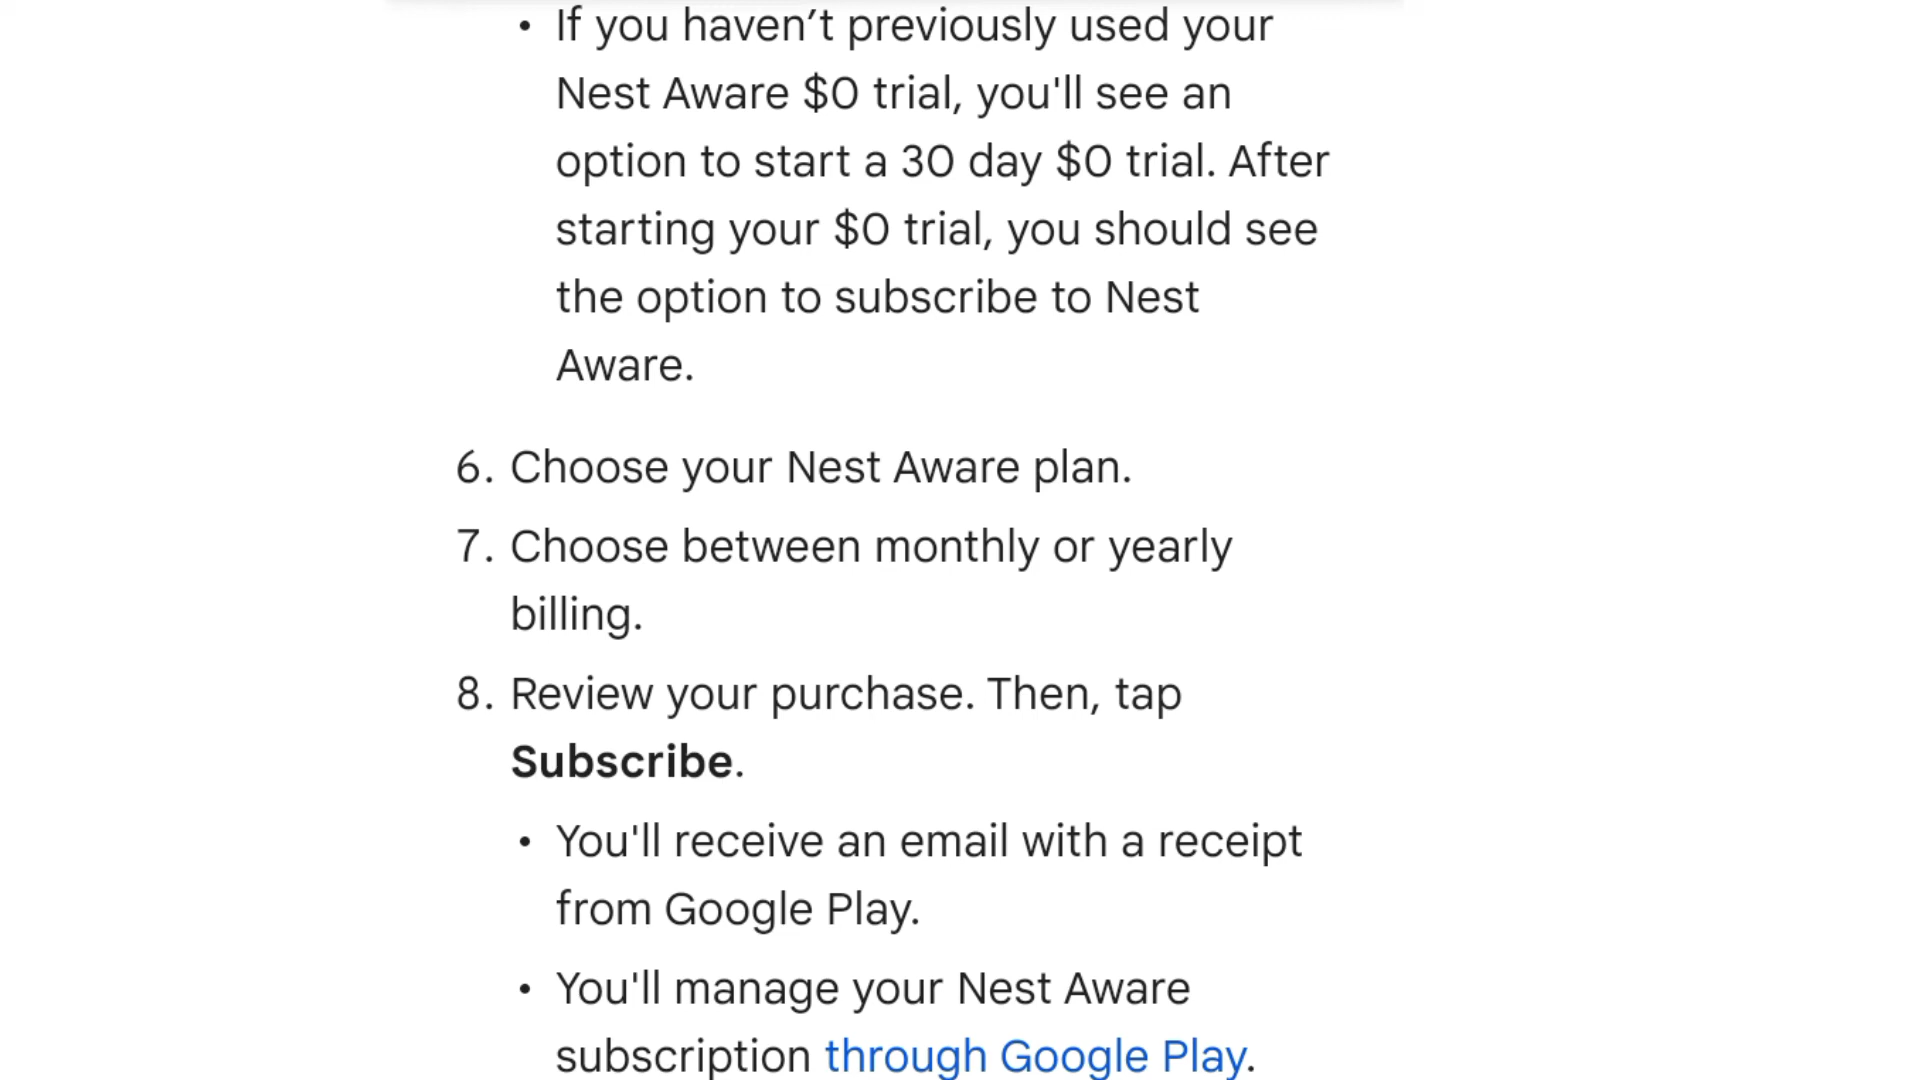 • If you haven’t previously used your
Nest Aware $0 trial, you'll see an
option to start a 30 day $0 trial. After
starting your $0 trial, you should see
the option to subscribe to Nest
Aware.
6. Choose your Nest Aware plan.
7. Choose between monthly or yearly
billing.
8. Review your purchase. Then, tap
Subscribe.
• You'll receive an email with a receipt
from Google Play.
• You'll manage your Nest Aware
subscription through Google Play.